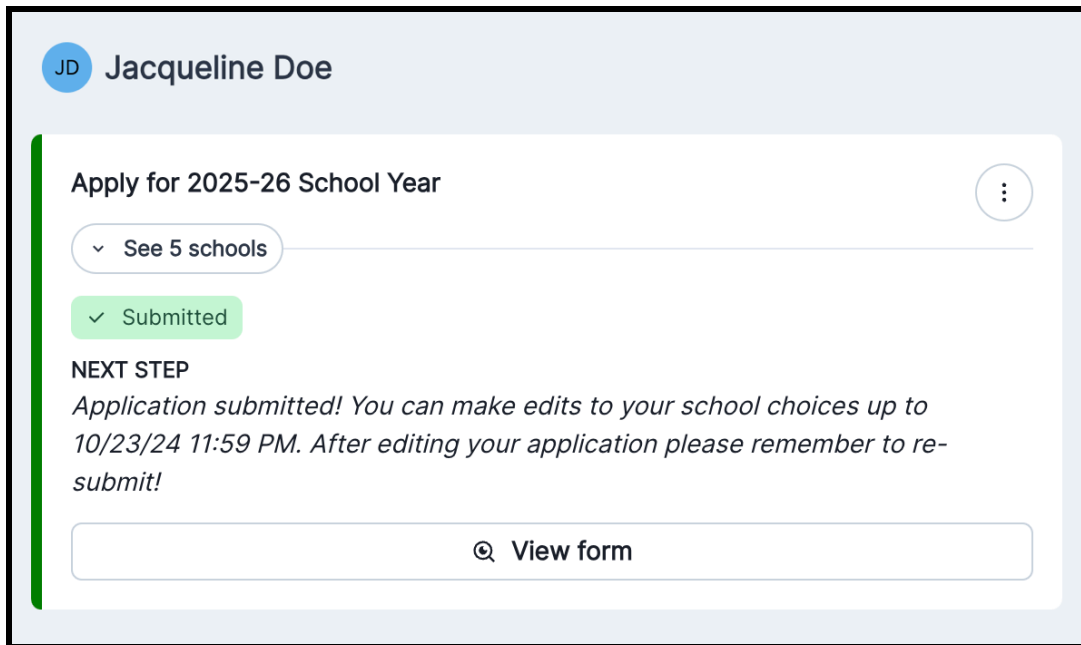 JD Jacqueline Doe
Apply for 2025-26 School Year
See 5 schools
Submitted
NEXT STEP
Application submitted! You can make edits to your school choices up to
10/23/24 11:59 PM. After editing your application please remember to re-
submit!
View form